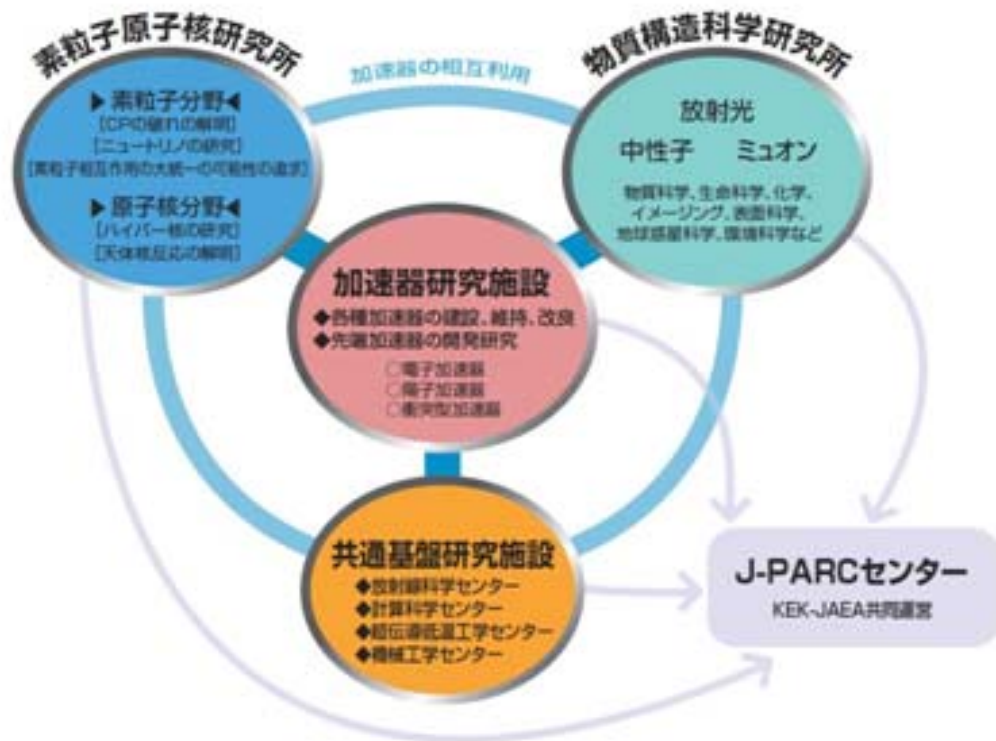 素粒子原子核研究所
▶素粒子分野◀
[CPの破れの解明]
[ニュートリノの研究]
[素粒子相互作用の大統一の可能性の追求]
▶原子核分野◀
[ハイパー核の研究]
[天体核反応の解明]
加速器の相互利用
物質構造科学研究所
放射光
中性子 ミュオン
物質科学、生命科学、化学、
イメージング、表面科学、
地球惑星科学、環境科学など
加速器研究施設
◆各種加速器の建設、維持、改良
◆先端加速器の開発研究
○電子加速器
○陽子加速器
○衝突型加速器
共通基盤研究施設
◆放射線科学センター
◆計算科学センター
◆超伝導低温工学センター
◆機械工学センター
J-PARCセンター
KEK-JAEA共同運営